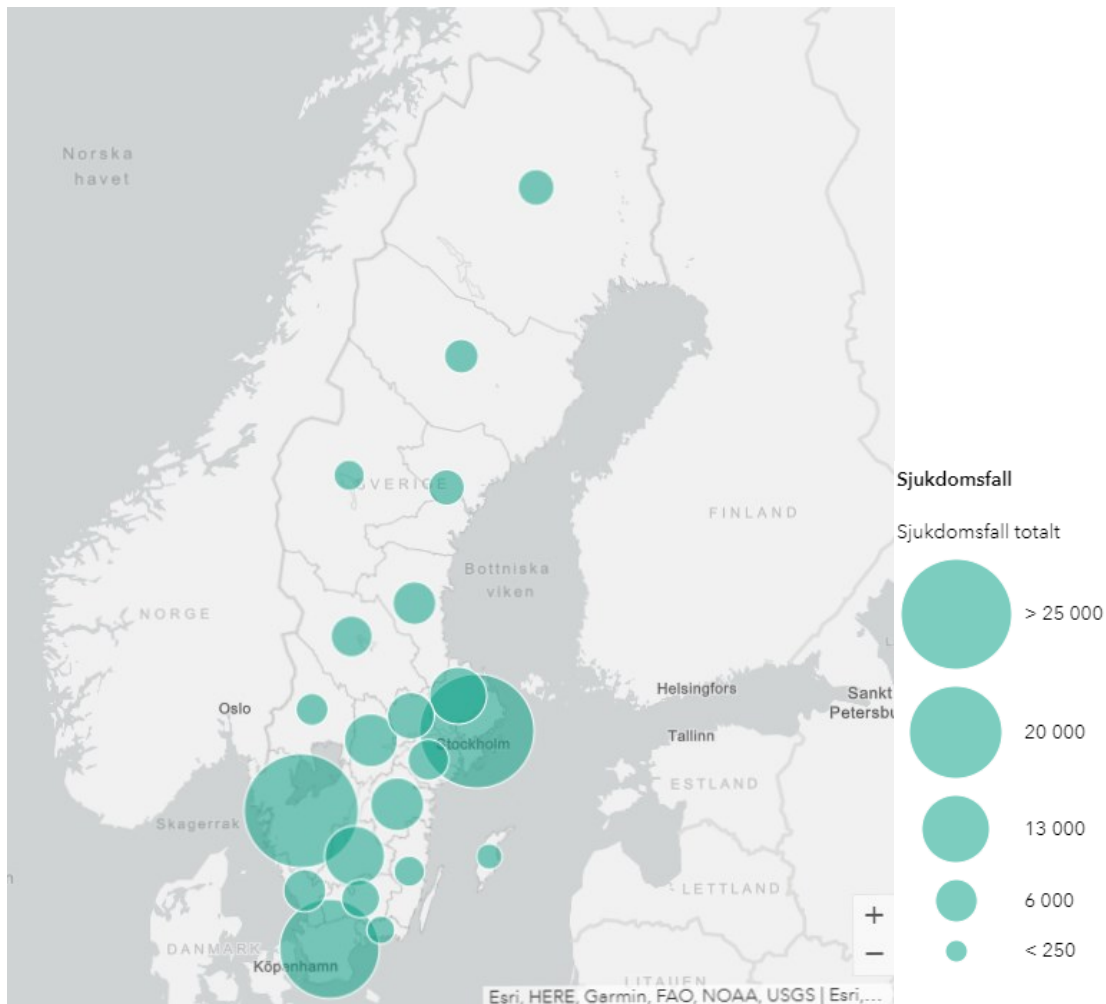 Norska
havet
SVERIGE
FINLAND
Bottniska
viken
NORGE
Oslo
Helsingfors
Sankt
Tallinn
Stockholm
ESTLAND
Skagerrak
LETTLAND
DANMARK
Köpenhamn
LITAUEN
+
−
Esri, HERE, Garmin, FAO, NOAA, USGS | Esri,...
Sjukdomsfall
Sjukdomsfall totalt
> 25 000
20 000
13 000
6 000
< 250